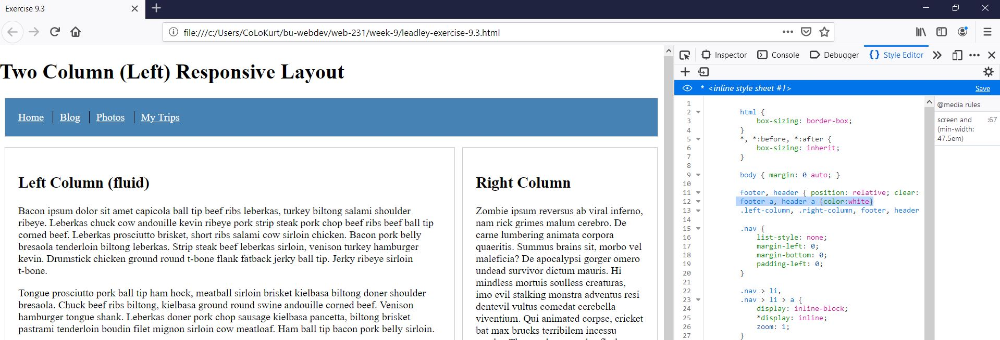 Exercise 9.3
file:///c:/Users/CoLoKurt/bu-webdev/web-231/week-9/leadley-exercise-9.3.html
Two Column (Left) Responsive Layout
Home Blog Photos My Trips
Left Column (fluid)
Bacon ipsum dolor sit amet capicola ball tip beef ribs leberkas, turkey biltong salami shoulder
ribeye. Leberkas chuck cow andouille kevin ribeye pork strip steak pork chop beef ribs beef ball tip
corned beef. Leberkas prosciutto brisket, short ribs salami cow sirloin chicken. Bacon pork belly
bresaola tenderloin biltong leberkas. Strip steak beef leberkas sirloin, venison turkey hamburger
kevin. Drumstick chicken ground round t-bone flank fatback jerky ball tip. Jerky ribeye sirloin
t-bone.
Tongue prosciutto pork ball tip ham hock, meatball sirloin brisket kielbasa biltong doner shoulder
bresaola. Chuck beef ribs biltong, kielbasa ground round swine andouille corned beef. Venison
hamburger tongue shank. Leberkas doner pork chop sausage kielbasa pancetta, biltong brisket
pastrami tenderloin boudin filet mignon sirloin cow meatloaf. Ham ball tip bacon pork belly sirloin.
Right Column
Zombie ipsum reversus ab viral inferno,
nam rick grimes malum cerebro. De
carne lumbering animata corpora
quaeritis. Summus brains sit, morbo vel
maleficia? De apocalypsi gorger omero
undead survivor dictum mauris. Hi
mindless mortuis soulless creaturas,
imo evil stalking monstra adventus resi
dentevil vultus comedat cerebella
viventium. Qui animated corpse, cricket
bat max brucks terribilem incessu
Inspector Console Debugger {} Style Editor
* <inline style sheet #1> Save
1
2 html {
3 box-sizing: border-box;
4 }
5 *, *:before, *:after {
6 box-sizing: inherit;
7 }
8
9 body { margin: 0 auto; }
10
11 footer, header { position: relative; clear:
12 footer a, header a {color:white}
13 .left-column, .right-column, footer, header
14
15 .nav {
16 list-style: none;
17 margin-left: 0;
18 margin-bottom: 0;
19 padding-left: 0;
20 }
21
22 .nav > li,
23 .nav > li > a {
24 display: inline-block;
25 *display: inline;
26 zoom: 1;
27 }
@media rules
screen and :67
(min-width:
47.5em)